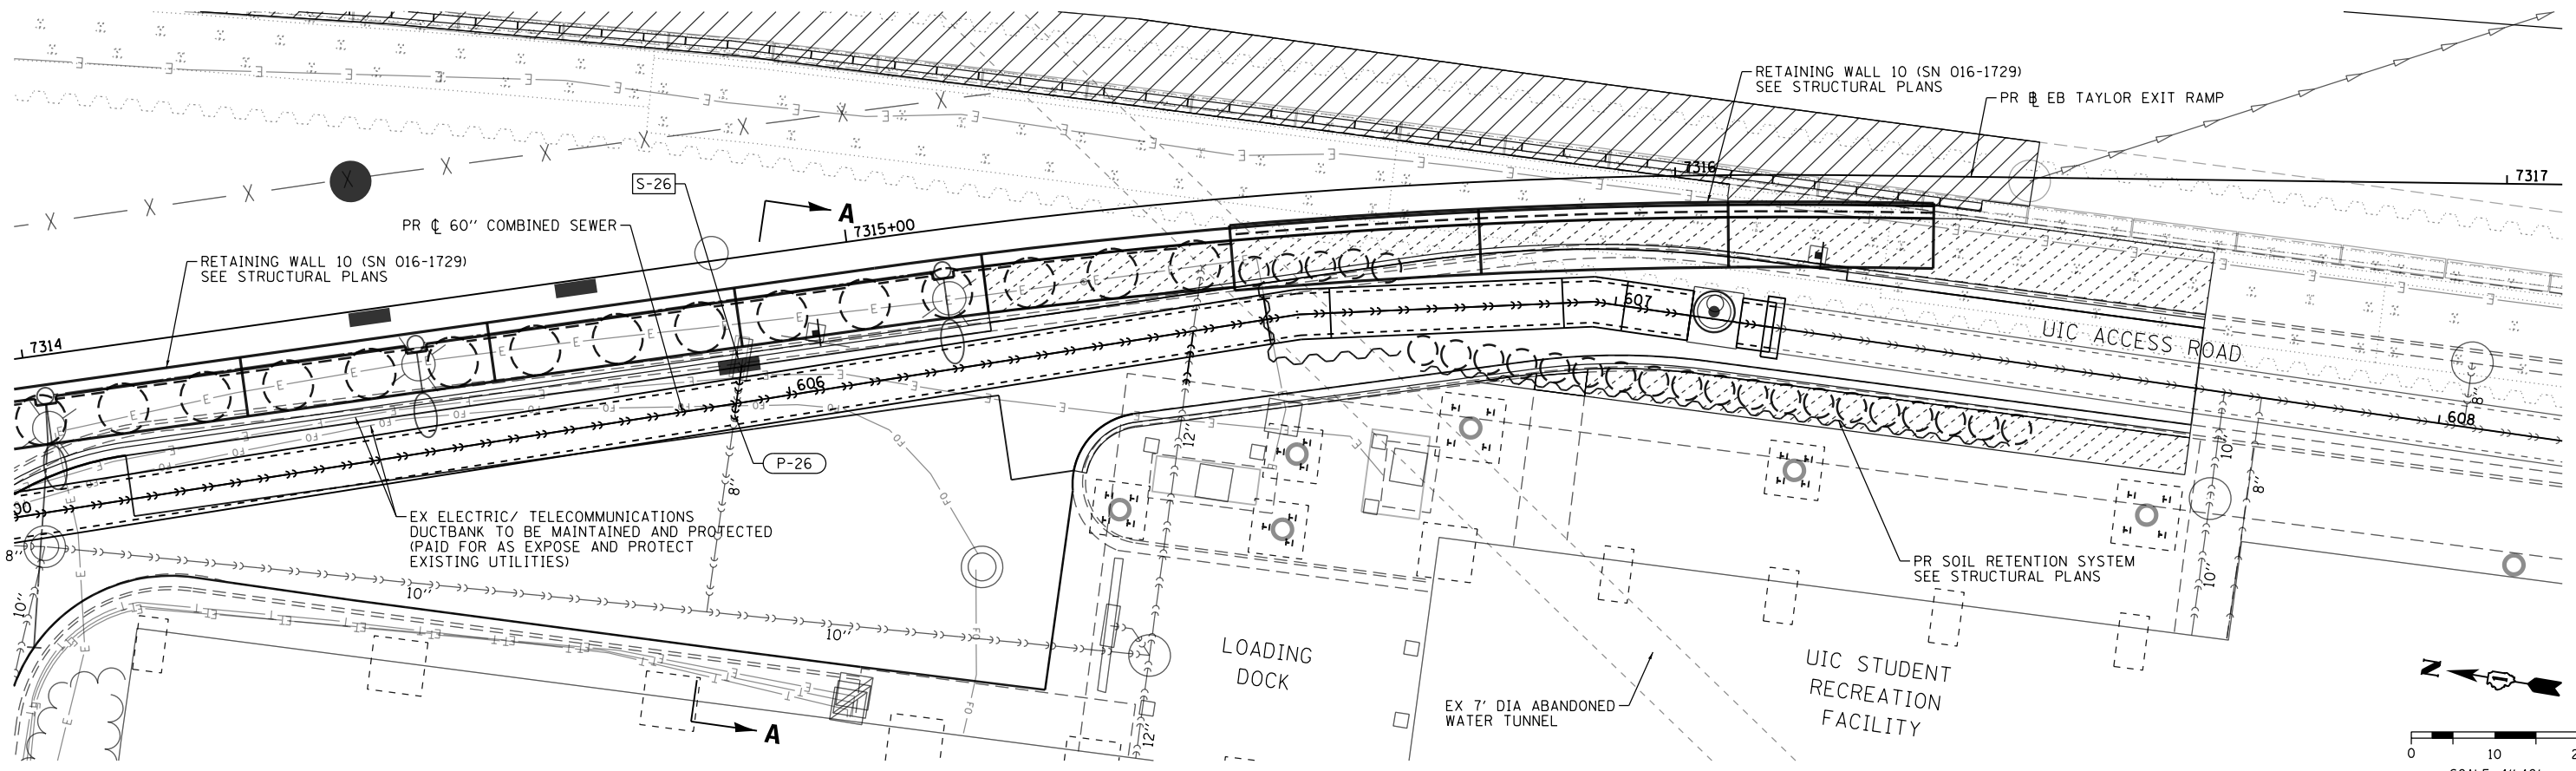 RETAINING WALL 10 (SN 016-1729)
SEE STRUCTURAL PLANS
PR ⅊ EB TAYLOR EXIT RAMP
7316
7317
S-26
A
PR ℄ 60'' COMBINED SEWER
7315+00
RETAINING WALL 10 (SN 016-1729)
SEE STRUCTURAL PLANS
7314
607
UIC ACCESS ROAD
606
608
8''
P-26
12''
10''
8''
8''
00
EX ELECTRIC/ TELECOMMUNICATIONS
DUCTBANK TO BE MAINTAINED AND PROTECTED
(PAID FOR AS EXPOSE AND PROTECT
EXISTING UTILITIES)
8''
10''
10''
10''
10''
PR SOIL RETENTION SYSTEM
SEE STRUCTURAL PLANS
LOADING
DOCK
UIC STUDENT
RECREATION
FACILITY
EX 7' DIA ABANDONED
WATER TUNNEL
12''
A
N
0 10